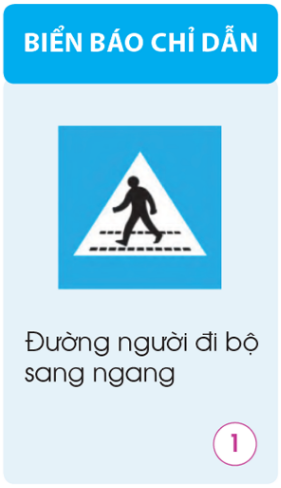 BIỂN BÁO CHỈ DẪN
Đường người đi bộ
sang ngang
1